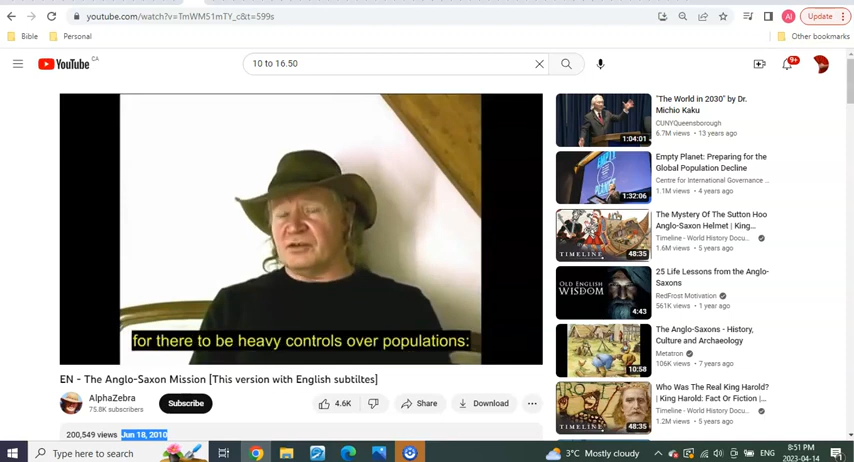 youtube.com/watch?v=TmWM51mTY_c&t=599s
AI
Update
Bible
Personal
Other bookmarks
YouTube CA
10 to 16.50
9+
for there to be heavy controls over populations:
EN - The Anglo-Saxon Mission [This version with English subtiltes]
AlphaZebra
75.8K subscribers
Subscribe
4.6K
Share
Download
200,549 views Jun 18, 2010
1:04:01
"The World in 2030" by Dr.
Michio Kaku
CUNYQueensborough
6.7M views • 13 years ago
EMPTY PLANET
1:32:06
Empty Planet: Preparing for the
Global Population Decline
Centre for International Governance ...
1.1M views • 4 years ago
TIMELINE
48:35
The Mystery Of The Sutton Hoo
Anglo-Saxon Helmet | King...
Timeline - World History Docu...
1.6M views • 5 years ago
OLD ENGLISH
WISDOM
4:43
25 Life Lessons from the Anglo-
Saxons
RedFrost Motivation
561K views • 1 year ago
10:58
The Anglo-Saxons - History,
Culture and Archaeology
Metatron
106K views • 7 years ago
TIMELINE
48:35
Who Was The Real King Harold?
| King Harold: Fact Or Fiction |...
Timeline - World History Docu...
1.2M views • 5 years ago
Type here to search
3°C Mostly cloudy
ENG
8:51 PM
2023-04-14